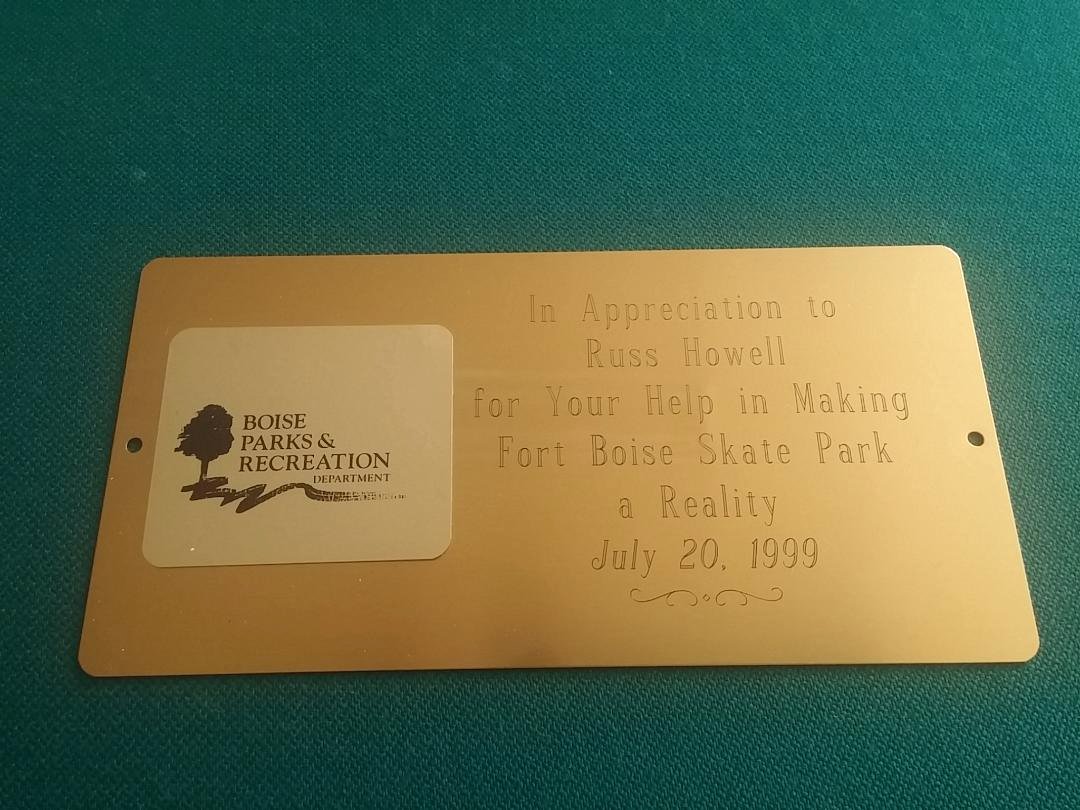 BOISE
PARKS &
RECREATION
DEPARTMENT
In Appreciation to
Russ Howell
for Your Help in Making
Fort Boise Skate Park
a Reality
July 20, 1999